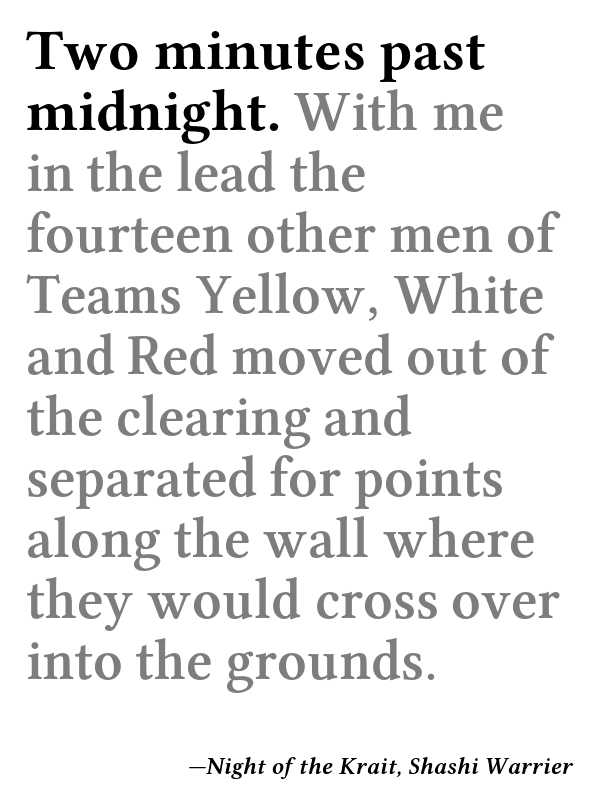 Two minutes past
midnight. With me
in the lead the
fourteen other men of
Teams Yellow, White
and Red moved out of
the clearing and
separated for points
along the wall where
they would cross over
into the grounds.
—Night of the Krait, Shashi Warrier